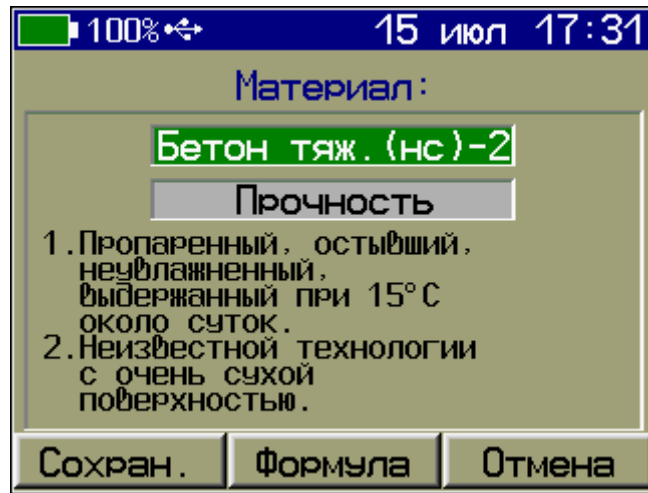 100% 15 июл 17:31
Материал:
Бетон тяж.(нс)-2
Прочность
1.Пропаренный, остывший,
неувлажненный,
выдержанный при 15°С
около суток.
2.Неизвестной технологии
с очень сухой
поверхностью.
Сохран. Формула Отмена